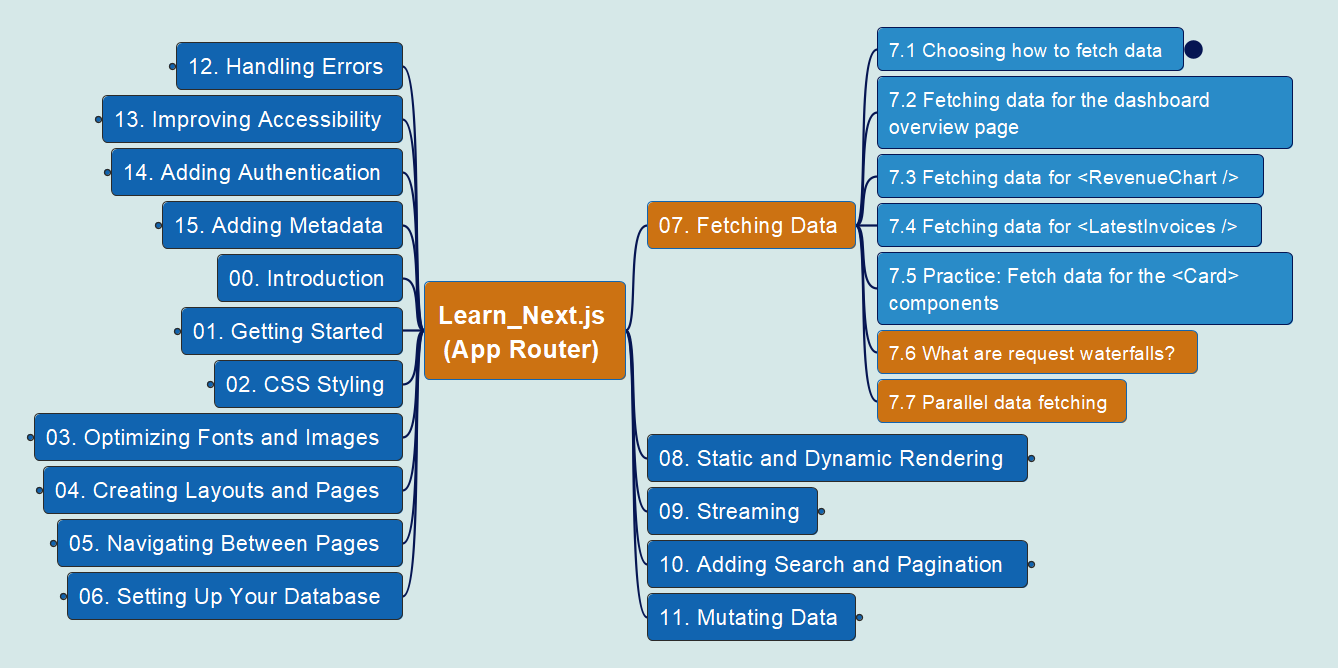 12. Handling Errors
13. Improving Accessibility
14. Adding Authentication
15. Adding Metadata
00. Introduction
01. Getting Started
02. CSS Styling
03. Optimizing Fonts and Images
04. Creating Layouts and Pages
05. Navigating Between Pages
06. Setting Up Your Database
Learn_Next.js
(App Router)
07. Fetching Data
7.1 Choosing how to fetch data
7.2 Fetching data for the dashboard
overview page
7.3 Fetching data for <RevenueChart />
7.4 Fetching data for <LatestInvoices />
7.5 Practice: Fetch data for the <Card>
components
7.6 What are request waterfalls?
7.7 Parallel data fetching
08. Static and Dynamic Rendering
09. Streaming
10. Adding Search and Pagination
11. Mutating Data